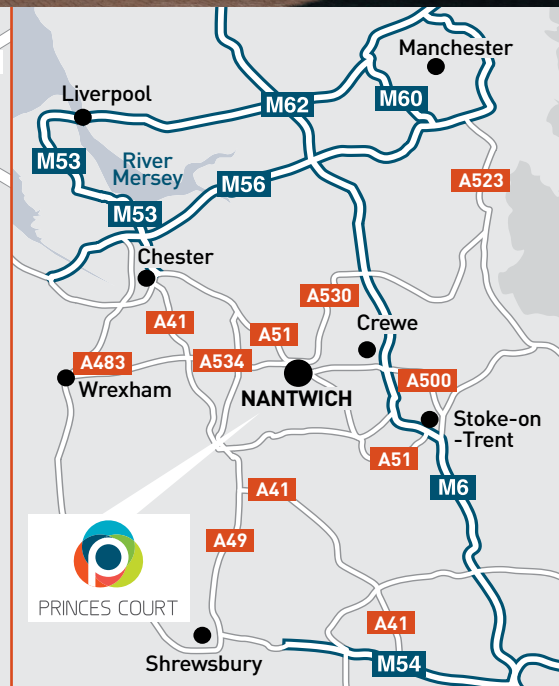 Manchester
Liverpool
M62
M60
M53
River
Mersey
M56
A523
M53
Chester
A530
A41
A51
Crewe
A483
A534
Wrexham
NANTWICH
A500
Stoke-on
-Trent
A51
A41
M6
A49
PRINCES COURT
A41
Shrewsbury
M54